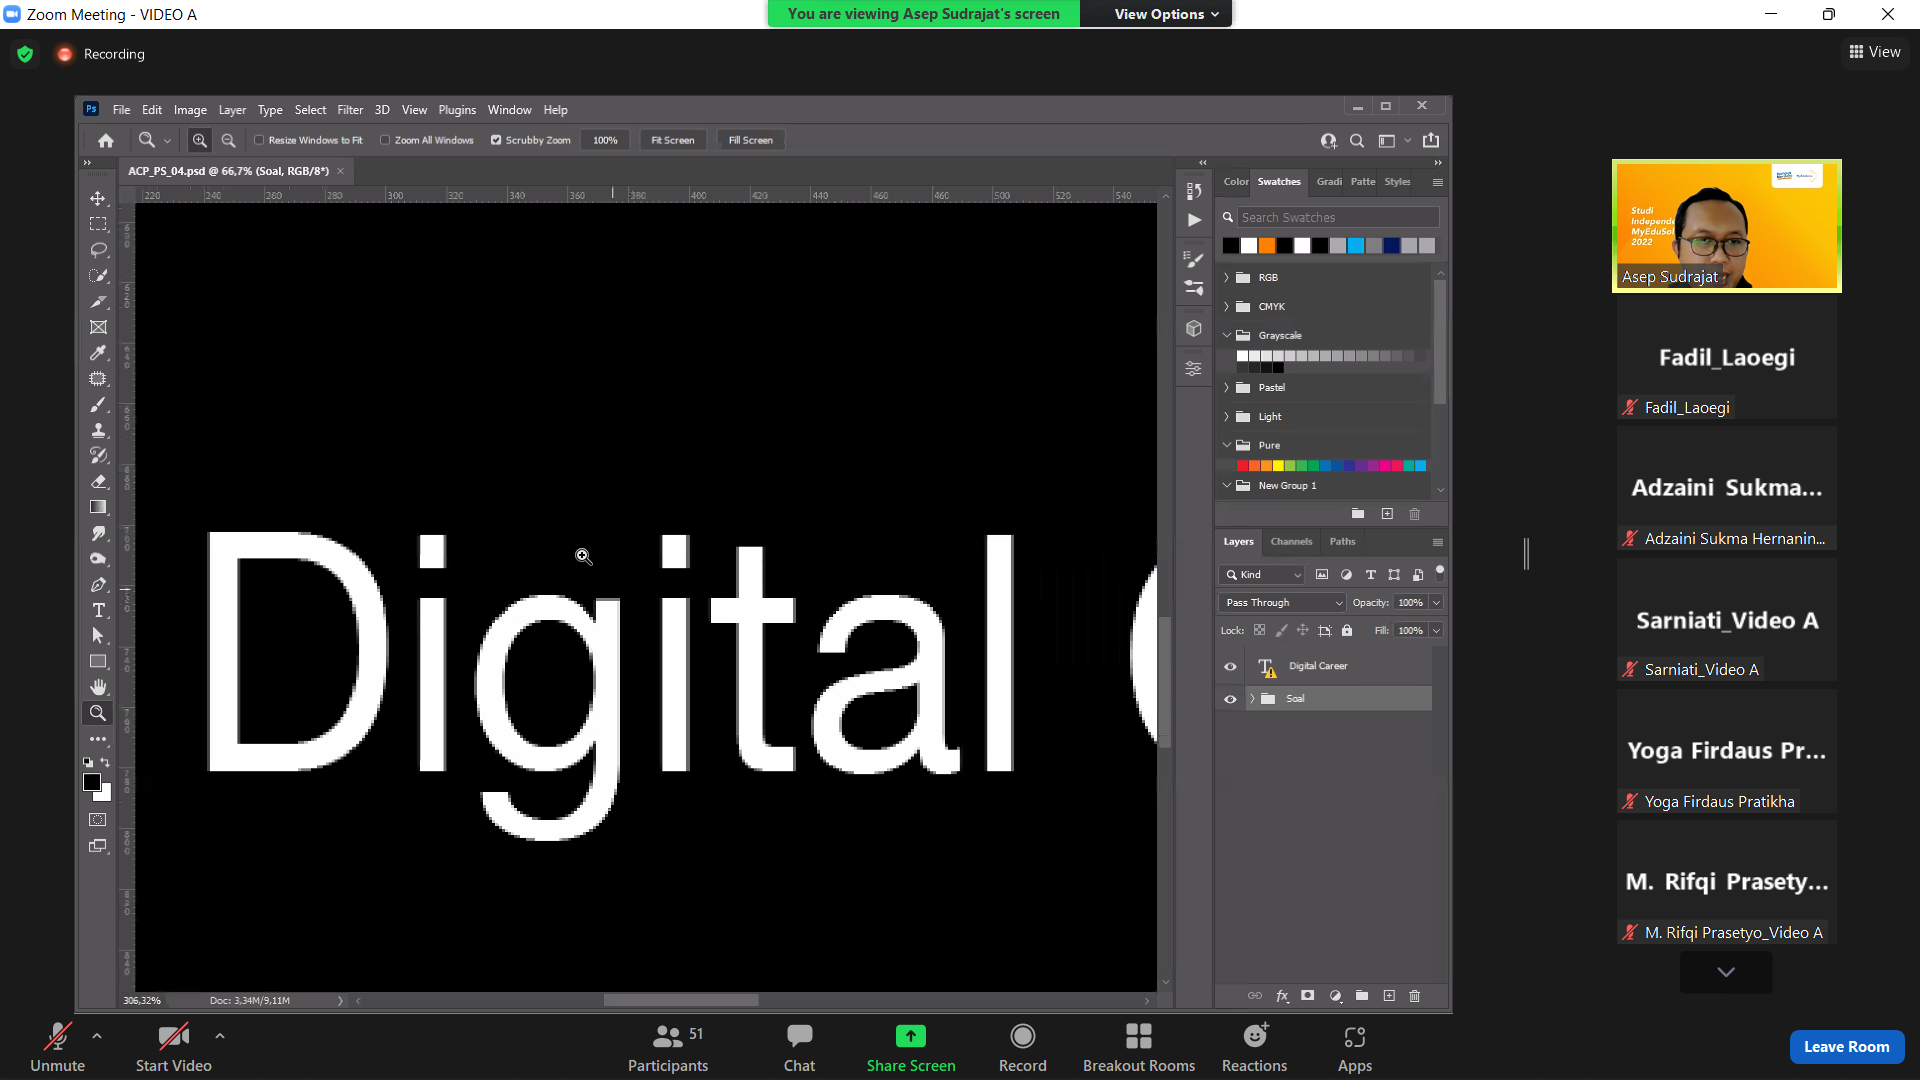 Zoom Meeting - VIDEO A
You are viewing Asep Sudrajat's screen
View Options
Recording
View
Ps File Edit Image Layer Type Select Filter 3D View Plugins Window Help
Resize Windows to Fit Zoom All Windows Scrubby Zoom 100% Fit Screen Fill Screen
ACP_PS_04.psd @ 66,7% (Soal, RGB/8*) ×
220 240 260 280 300 320 340 360 380 400 420 440 460 480 500 520 540
Digital
306,32% Doc: 3,34M/9,11M
Color Swatches Gradi Patte Styles
Search Swatches
RGB
CMYK
Grayscale
Pastel
Light
Pure
New Group 1
Layers Channels Paths
Kind
Pass Through Opacity: 100%
Lock: Fill: 100%
Digital Career
Soal
Studi
Independe
MyEduSol
2022
Asep Sudrajat
Fadil_Laoegi
Fadil_Laoegi
Adzaini Sukma...
Adzaini Sukma Hernanin...
Sarniati_Video A
Sarniati_Video A
Yoga Firdaus Pr...
Yoga Firdaus Pratikha
M. Rifqi Prasety...
M. Rifqi Prasetyo_Video A
Unmute
Start Video
51
Participants
Chat
Share Screen
Record
Breakout Rooms
Reactions
Apps
Leave Room